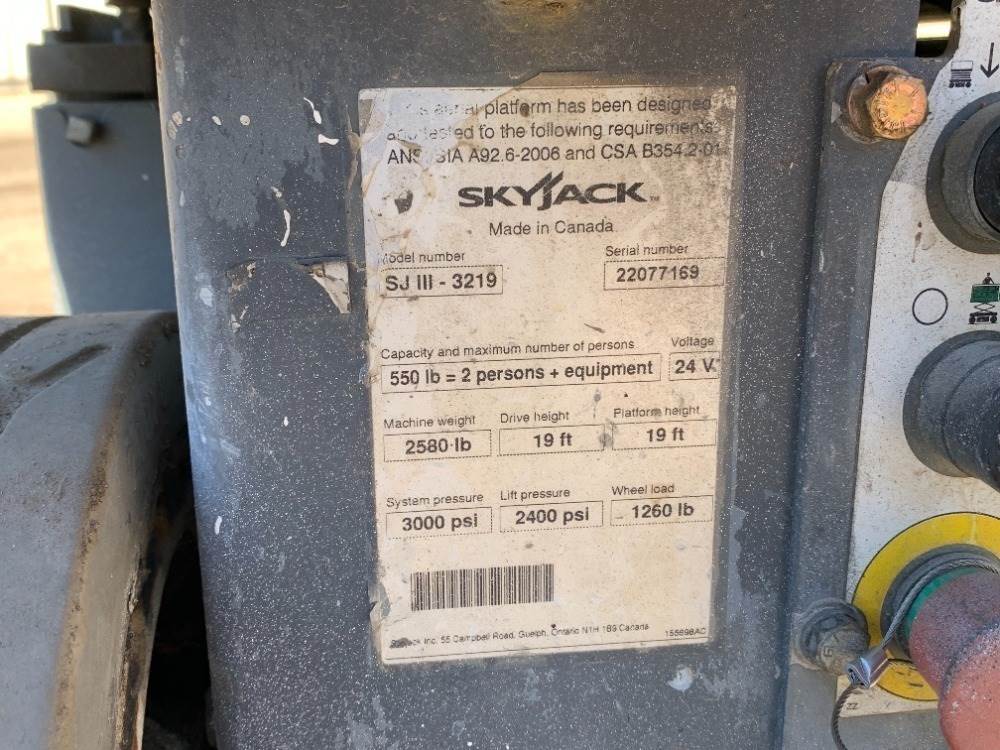 aerial platform has been designed
and tested to the following requirements
ANSI/SIA A92.6-2006 and CSA B354.2-01
SKYJACK
Made in Canada
Model number Serial number
SJ III - 3219 22077169
Capacity and maximum number of persons Voltage
550 lb = 2 persons + equipment 24 V
Machine weight Drive height Platform height
2580 lb 19 ft 19 ft
System pressure Lift pressure Wheel load
3000 psi 2400 psi 1260 lb
Skyjack Inc. 55 Campbell Road, Guelph, Ontario N1H 1B9 Canada